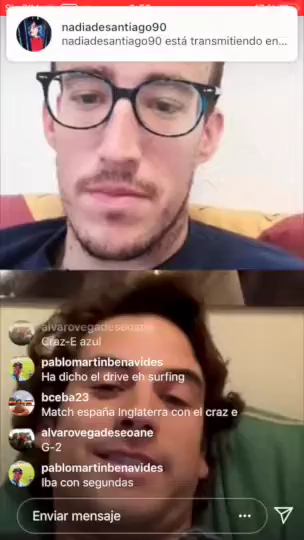 nadiadesantiago90
nadiadesantiago90 está transmitiendo en...
alvarovegadeseoane
Craz-E azul
pablomartinbenavides
Ha dicho el drive eh surfing
bceba23
Match españa Inglaterra con el craz e
alvarovegadeseoane
G-2
pablomartinbenavides
Iba con segundas
Enviar mensaje